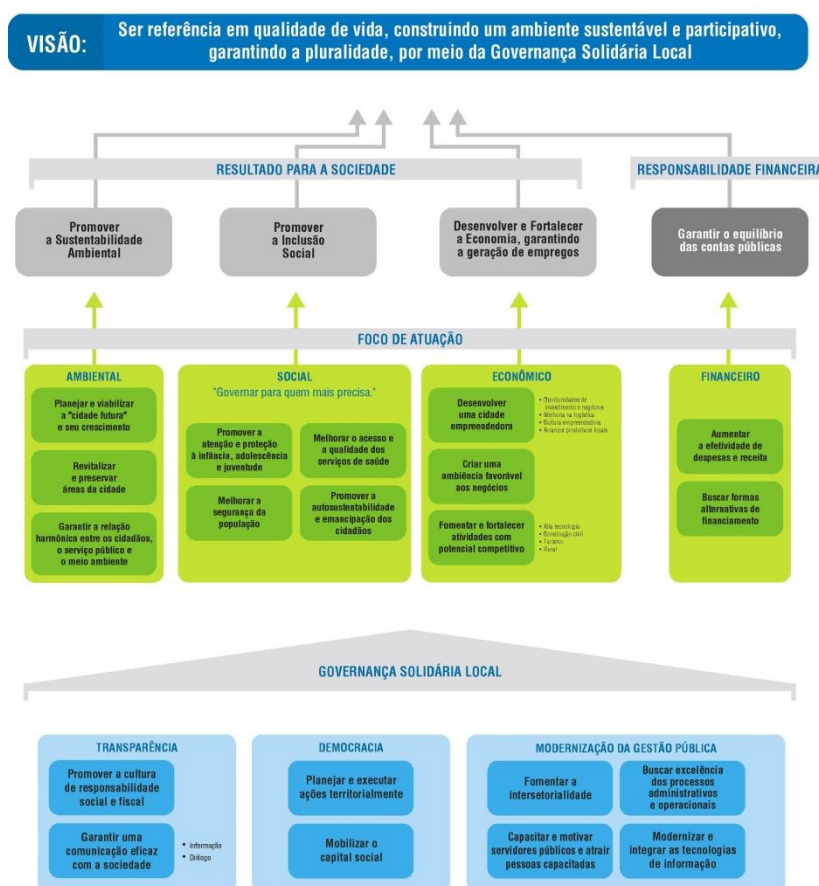 VISÃO:
Ser referência em qualidade de vida, construindo um ambiente sustentável e participativo,
garantindo a pluralidade, por meio da Governança Solidária Local
RESULTADO PARA A SOCIEDADE
RESPONSABILIDADE FINANCEIRA
Promover
a Sustentabilidade
Ambiental
Promover
a Inclusão
Social
Desenvolver e Fortalecer
a Economia, garantindo
a geração de empregos
Garantir o equilíbrio
das contas públicas
FOCO DE ATUAÇÃO
AMBIENTAL
Planejar e viabilizar
a "cidade futura"
e seu crescimento
Revitalizar
e preservar
áreas da cidade
Garantir a relação
harmônica entre os cidadãos,
o serviço público e
o meio ambiente
SOCIAL
"Governar para quem mais precisa."
Promover a
atenção e proteção
à infância, adolescência
e juventude
Melhorar o acesso e
a qualidade dos
serviços de saúde
Melhorar a
segurança da
população
Promover a
autosustentabilidade
e emancipação dos
cidadãos
ECONÔMICO
Desenvolver
uma cidade
empreendedora
• Oportunidades de
investimento e negócios
• Melhoria na logística
• Cultura empreendedora
• Arranjos produtivos locais
Criar uma
ambiência favorável
aos negócios
Fomentar e fortalecer
atividades com
potencial competitivo
• Alta tecnologia
• Construção civil
• Turismo
• Rural
FINANCEIRO
Aumentar
a efetividade de
despesas e receita
Buscar formas
alternativas de
financiamento
GOVERNANÇA SOLIDÁRIA LOCAL
TRANSPARÊNCIA
Promover a cultura
de responsabilidade
social e fiscal
Garantir uma
comunicação eficaz
com a sociedade
• Informação
• Diálogo
DEMOCRACIA
Planejar e executar
ações territorialmente
Mobilizar o
capital social
MODERNIZAÇÃO DA GESTÃO PÚBLICA
Fomentar a
intersetorialidade
Buscar excelência
dos processos
administrativos
e operacionais
Capacitar e motivar
servidores públicos e atrair
pessoas capacitadas
Modernizar e
integrar as tecnologias
de informação